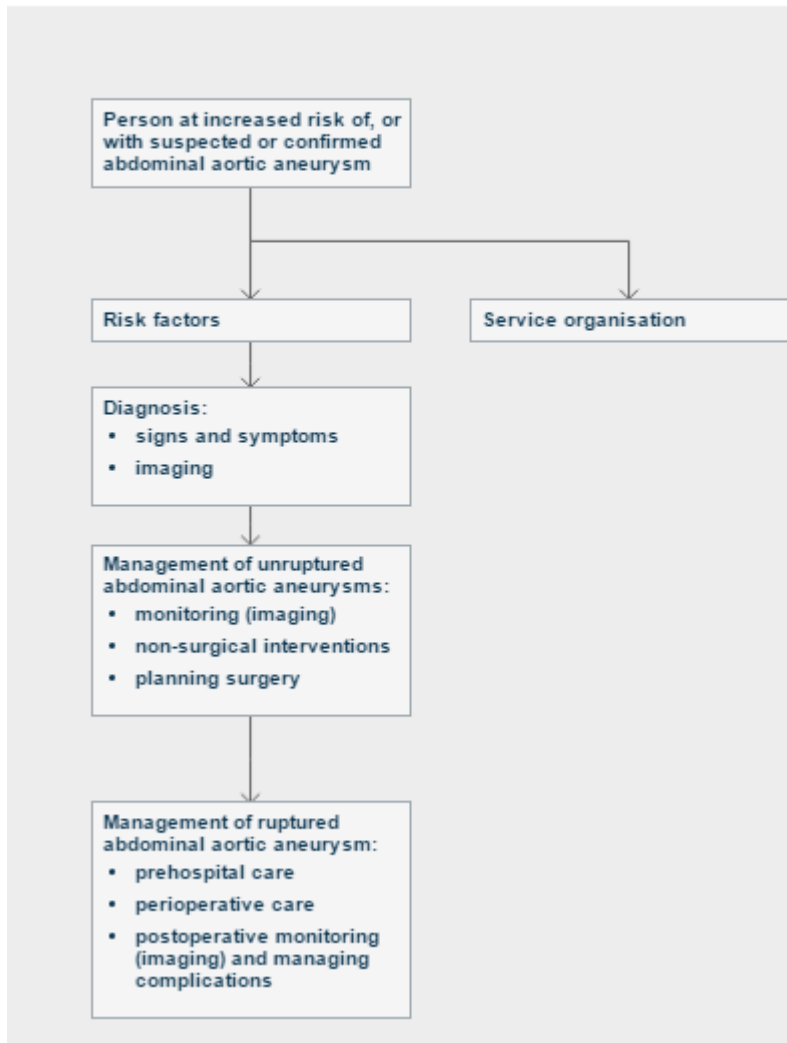 Person at increased risk of, or
with suspected or confirmed
abdominal aortic aneurysm
Risk factors
Service organisation
Diagnosis:
• signs and symptoms
• imaging
Management of unruptured
abdominal aortic aneurysms:
• monitoring (imaging)
• non-surgical interventions
• planning surgery
Management of ruptured
abdominal aortic aneurysm:
• prehospital care
• perioperative care
• postoperative monitoring
(imaging) and managing
complications